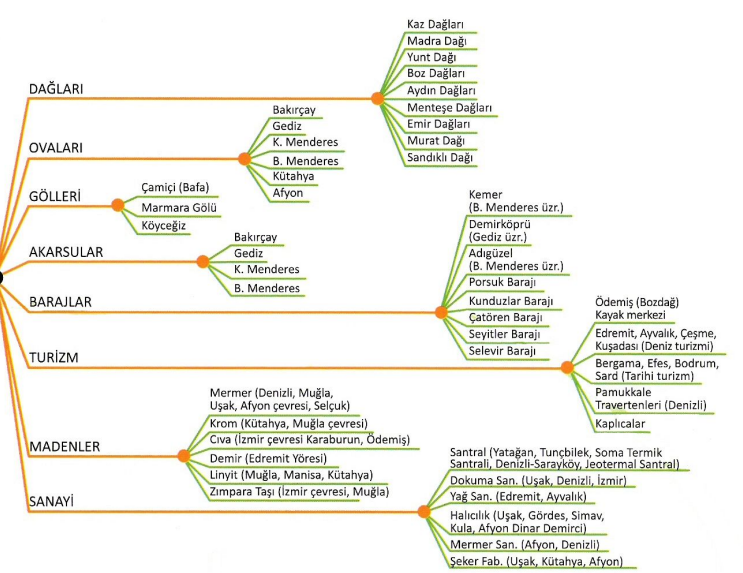 DAĞLARI
Kaz Dağları
Madra Dağı
Yunt Dağı
Boz Dağları
Aydın Dağları
Menteşe Dağları
Emir Dağları
Murat Dağı
Sandıklı Dağı
OVALARI
Bakırçay
Gediz
K. Menderes
B. Menderes
Kütahya
Afyon
GÖLLERİ
Çamiçi (Bafa)
Marmara Gölü
Köyceğiz
AKARSULAR
Bakırçay
Gediz
K. Menderes
B. Menderes
BARAJLAR
Kemer
(B. Menderes üzr.)
Demirköprü
(Gediz üzr.)
Adıgüzel
(B. Menderes üzr.)
Porsuk Barajı
Kunduzlar Barajı
Çatören Barajı
Seyitler Barajı
Selevir Barajı
TURİZM
Ödemiş (Bozdağ)
Kayak merkezi
Edremit, Ayvalık, Çeşme,
Kuşadası (Deniz turizmi)
Bergama, Efes, Bodrum,
Sard (Tarihi turizm)
Pamukkale
Travertenleri (Denizli)
Kaplıcalar
MADENLER
Mermer (Denizli, Muğla,
Uşak, Afyon çevresi, Selçuk)
Krom (Kütahya, Muğla çevresi)
Cıva (İzmir çevresi Karaburun, Ödemiş)
Demir (Edremit Yöresi)
Linyit (Muğla, Manisa, Kütahya)
Zımpara Taşı (İzmir çevresi, Muğla)
SANAYİ
Santral (Yatağan, Tunçbilek, Soma Termik
Santrali, Denizli-Sarayköy, Jeotermal Santral)
Dokuma San. (Uşak, Denizli, İzmir)
Yağ San. (Edremit, Ayvalık)
Halıcılık (Uşak, Gördes, Simav,
Kula, Afyon Dinar Demirci)
Mermer San. (Afyon, Denizli)
Şeker Fab. (Uşak, Kütahya, Afyon)